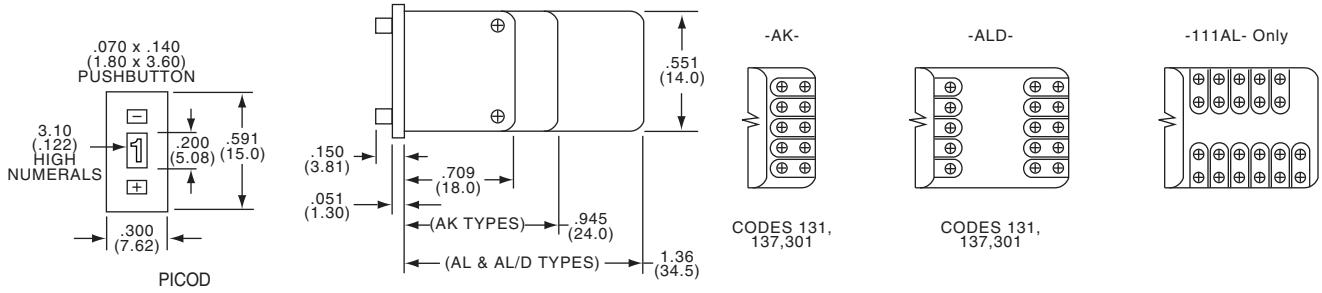 .070 x .140
(1.80 x 3.60)
PUSHBUTTON
3.10
(.122)
HIGH
NUMERALS
1
.200
(5.08)
.591
(15.0)
.300
(7.62)
PICOD
.551
(14.0)
.150
(3.81)
.709
(18.0)
.051
(1.30)
(AK TYPES)
.945
(24.0)
(AL & AL/D TYPES)
1.36
(34.5)
-AK-
CODES 131,
137,301
-ALD-
CODES 131,
137,301
-111AL- Only